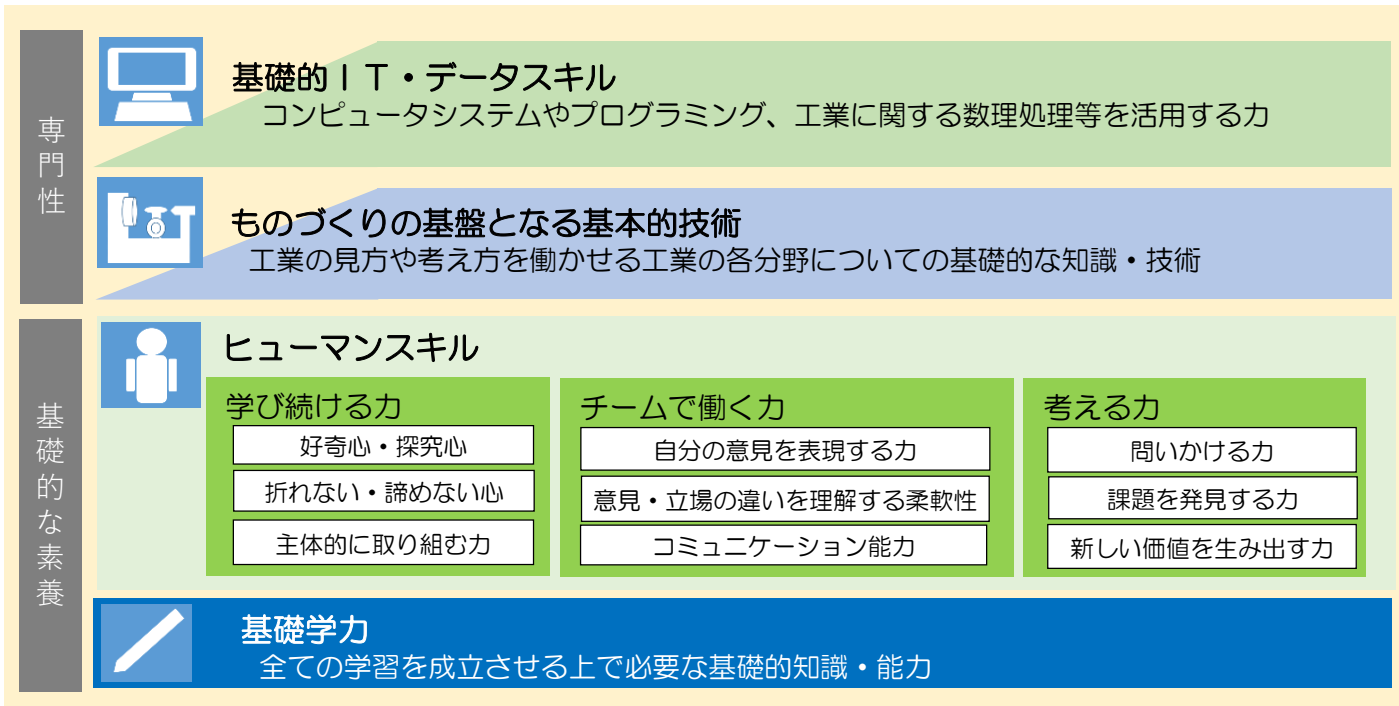 専門性
基礎的IT・データスキル
コンピュータシステムやプログラミング、工業に関する数理処理等を活用する力
ものづくりの基盤となる基本的技術
工業の見方や考え方を働かせる工業の各分野についての基礎的な知識・技術
基礎的な素養
ヒューマンスキル
学び続ける力
好奇心・探究心
折れない・諦めない心
主体的に取り組む力
チームで働く力
自分の意見を表現する力
意見・立場の違いを理解する柔軟性
コミュニケーション能力
考える力
問いかける力
課題を発見する力
新しい価値を生み出す力
基礎学力
全ての学習を成立させる上で必要な基礎的知識・能力